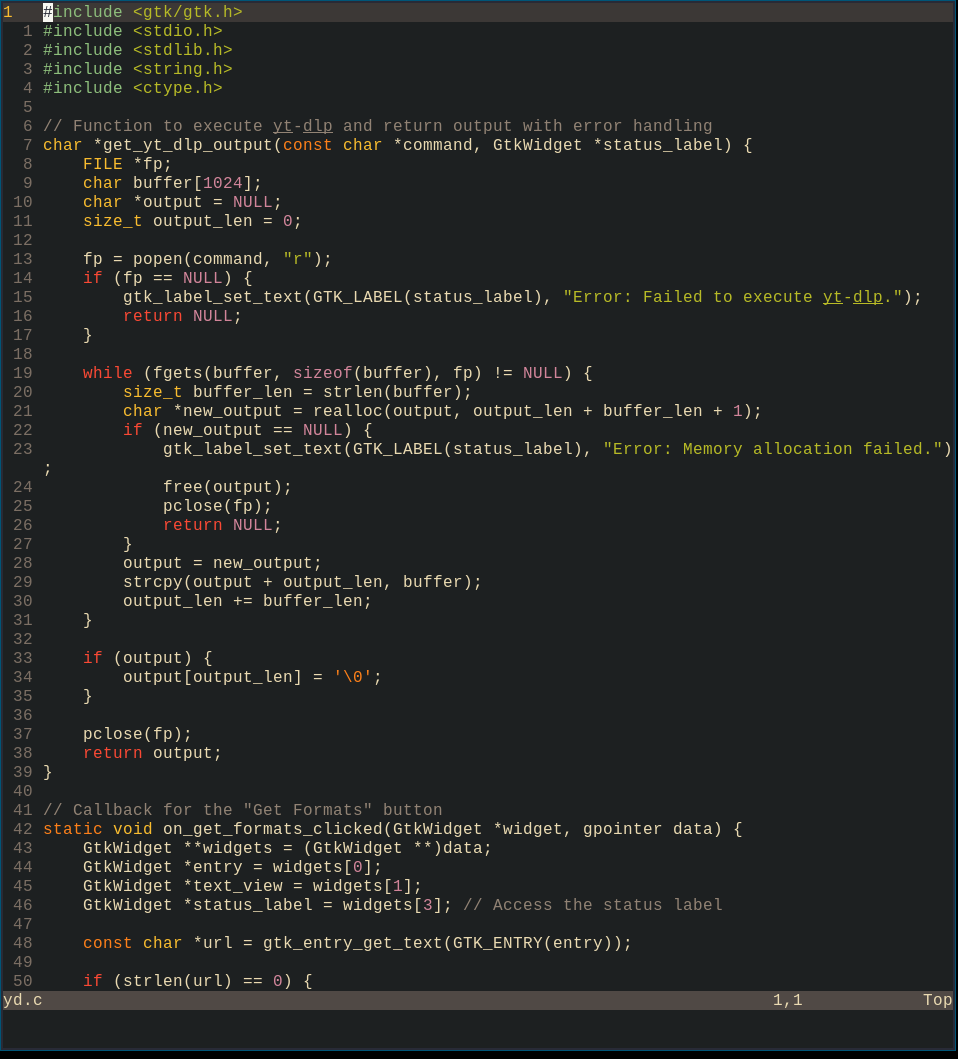 1   #include <gtk/gtk.h>
  1 #include <stdio.h>
  2 #include <stdlib.h>
  3 #include <string.h>
  4 #include <ctype.h>
  5
  6 // Function to execute yt-dlp and return output with error handling
  7 char *get_yt_dlp_output(const char *command, GtkWidget *status_label) {
  8     FILE *fp;
  9     char buffer[1024];
 10     char *output = NULL;
 11     size_t output_len = 0;
 12
 13     fp = popen(command, "r");
 14     if (fp == NULL) {
 15         gtk_label_set_text(GTK_LABEL(status_label), "Error: Failed to execute yt-dlp.");
 16         return NULL;
 17     }
 18
 19     while (fgets(buffer, sizeof(buffer), fp) != NULL) {
 20         size_t buffer_len = strlen(buffer);
 21         char *new_output = realloc(output, output_len + buffer_len + 1);
 22         if (new_output == NULL) {
 23             gtk_label_set_text(GTK_LABEL(status_label), "Error: Memory allocation failed.")
    ;
 24             free(output);
 25             pclose(fp);
 26             return NULL;
 27         }
 28         output = new_output;
 29         strcpy(output + output_len, buffer);
 30         output_len += buffer_len;
 31     }
 32
 33     if (output) {
 34         output[output_len] = '\0';
 35     }
 36
 37     pclose(fp);
 38     return output;
 39 }
 40
 41 // Callback for the "Get Formats" button
 42 static void on_get_formats_clicked(GtkWidget *widget, gpointer data) {
 43     GtkWidget **widgets = (GtkWidget **)data;
 44     GtkWidget *entry = widgets[0];
 45     GtkWidget *text_view = widgets[1];
 46     GtkWidget *status_label = widgets[3]; // Access the status label
 47
 48     const char *url = gtk_entry_get_text(GTK_ENTRY(entry));
 49
 50     if (strlen(url) == 0) {
yd.c                                                                         1,1            Top